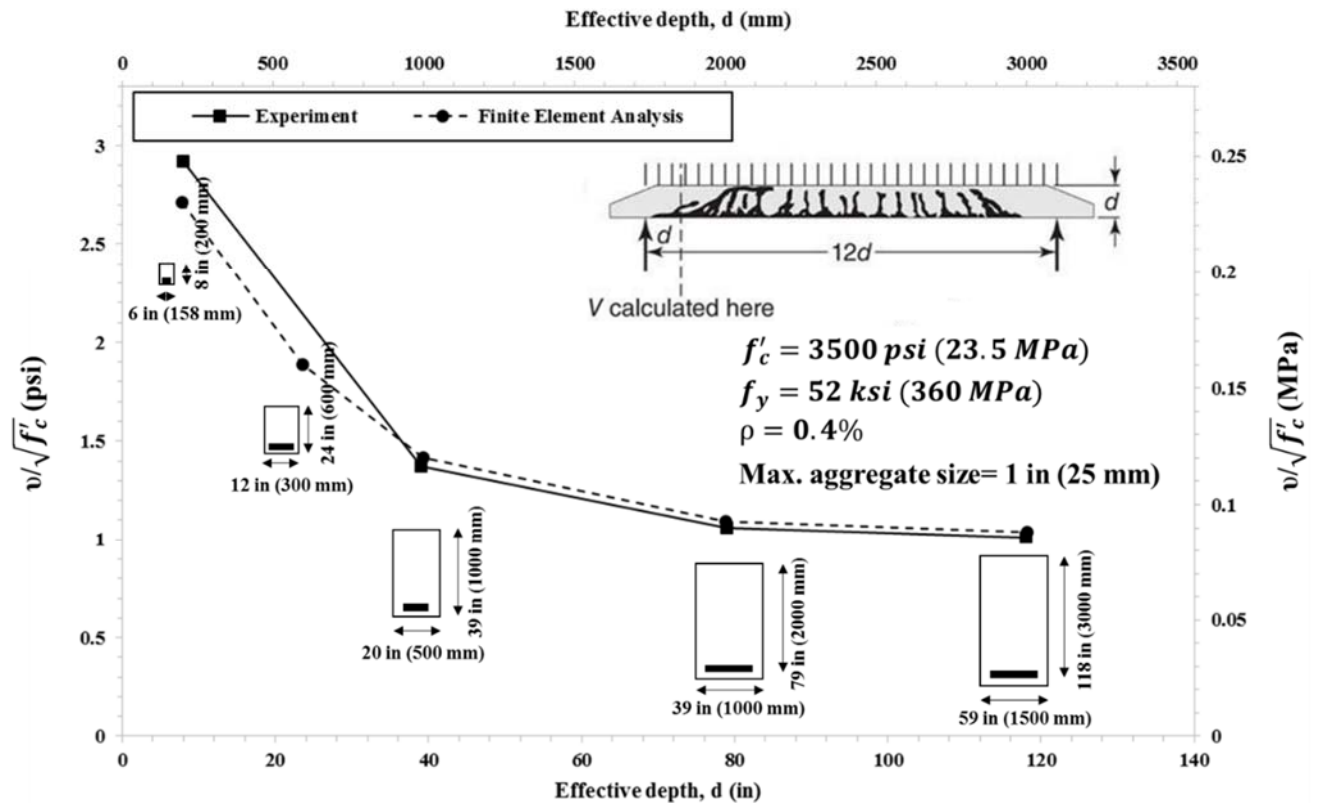 Effective depth, d (mm)
0 500 1000 1500 2000 2500 3000 3500
Experiment
Finite Element Analysis
3
2.5
2
1.5
1
0.5
0
υ/√f′c (psi)
0.25
0.2
0.15
0.1
0.05
0
υ/√f′c (MPa)
d
d
12d
V calculated here
f′c = 3500 psi (23.5 MPa)
fy = 52 ksi (360 MPa)
ρ = 0.4%
Max. aggregate size= 1 in (25 mm)
8 in (200 mm)
6 in (158 mm)
24 in (600 mm)
12 in (300 mm)
39 in (1000 mm)
20 in (500 mm)
79 in (2000 mm)
39 in (1000 mm)
118 in (3000 mm)
59 in (1500 mm)
0 20 40 60 80 100 120 140
Effective depth, d (in)